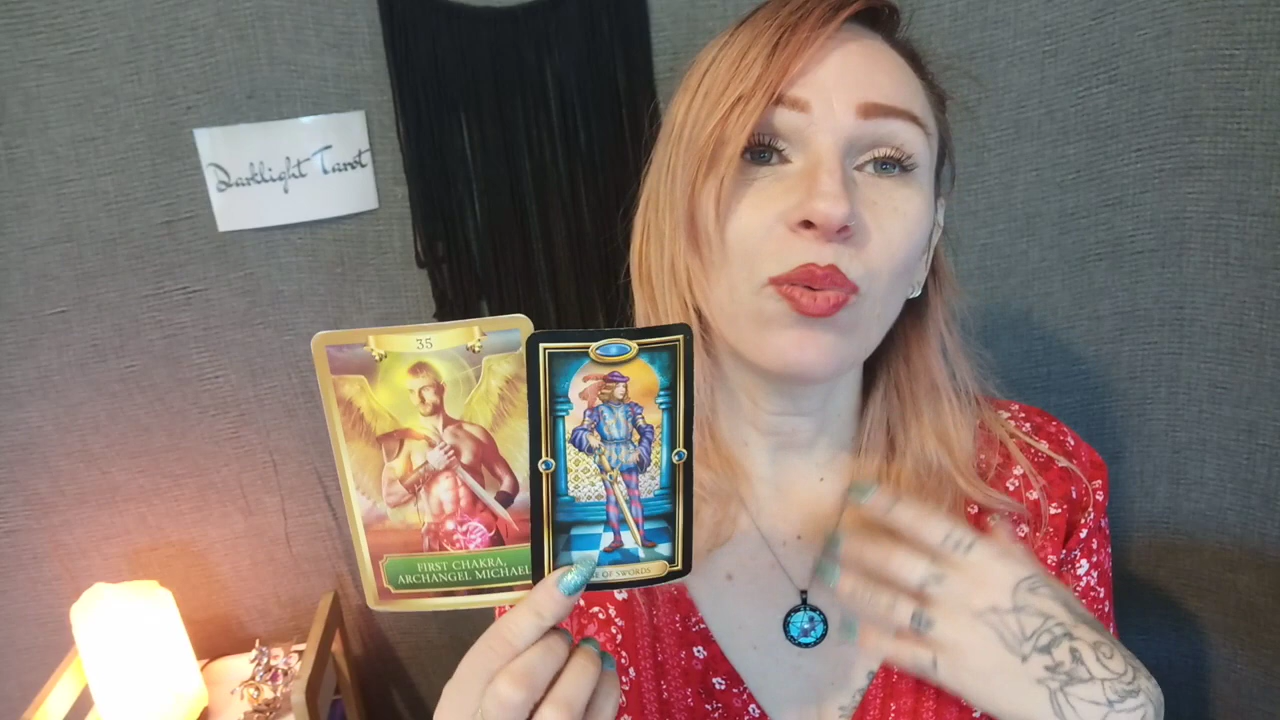 Darklight Tarot
35
FIRST CHAKRA,
ARCHANGEL MICHAEL
OF SWORDS